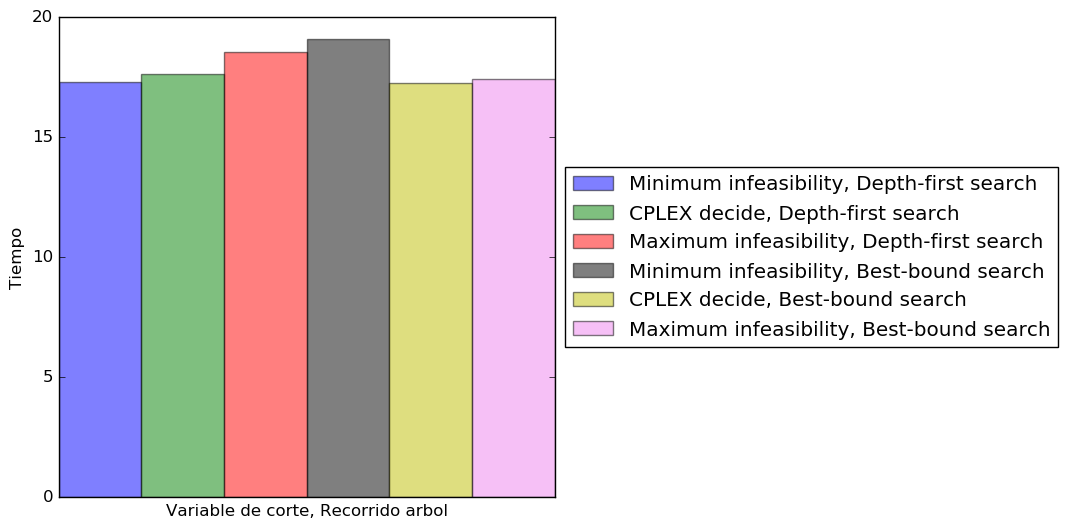 20
15
10
5
0
Tiempo
Variable de corte, Recorrido arbol
Minimum infeasibility, Depth-first search
CPLEX decide, Depth-first search
Maximum infeasibility, Depth-first search
Minimum infeasibility, Best-bound search
CPLEX decide, Best-bound search
Maximum infeasibility, Best-bound search